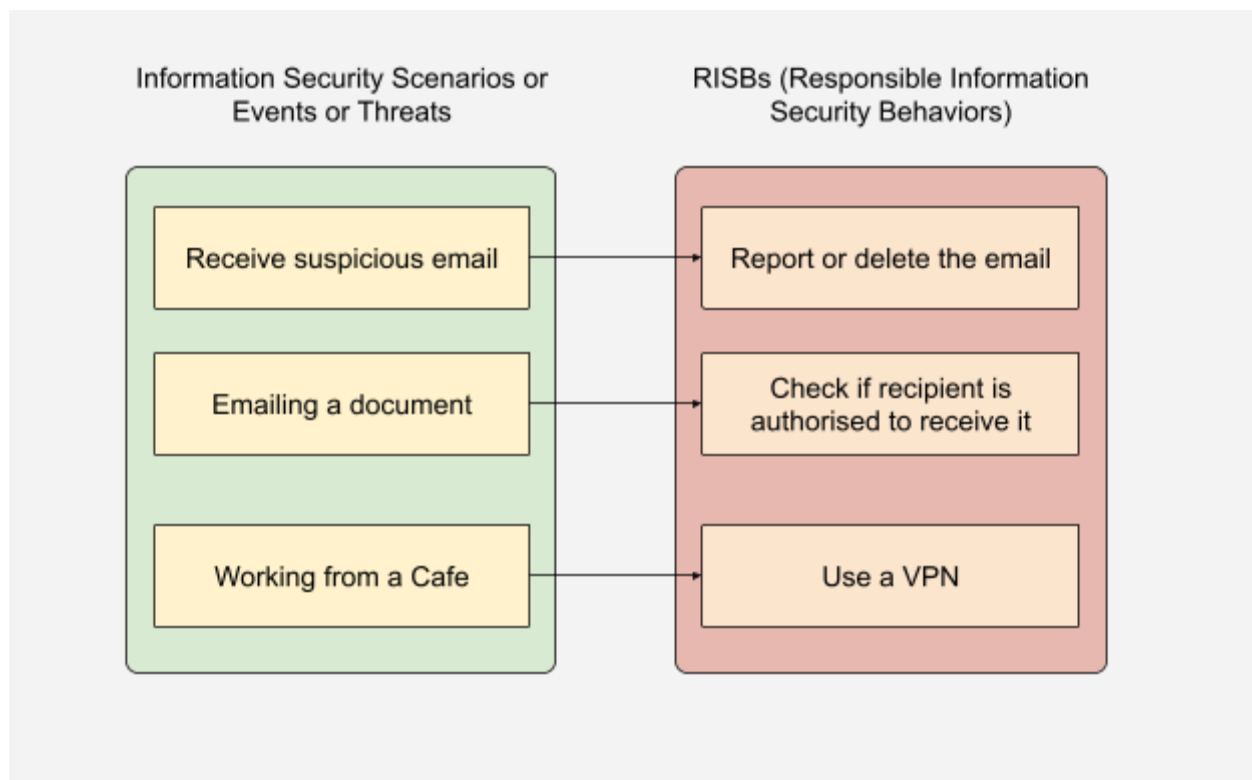 Information Security Scenarios or
Events or Threats
RISBs (Responsible Information
Security Behaviors)
Receive suspicious email
Report or delete the email
Emailing a document
Check if recipient is
authorised to receive it
Working from a Cafe
Use a VPN